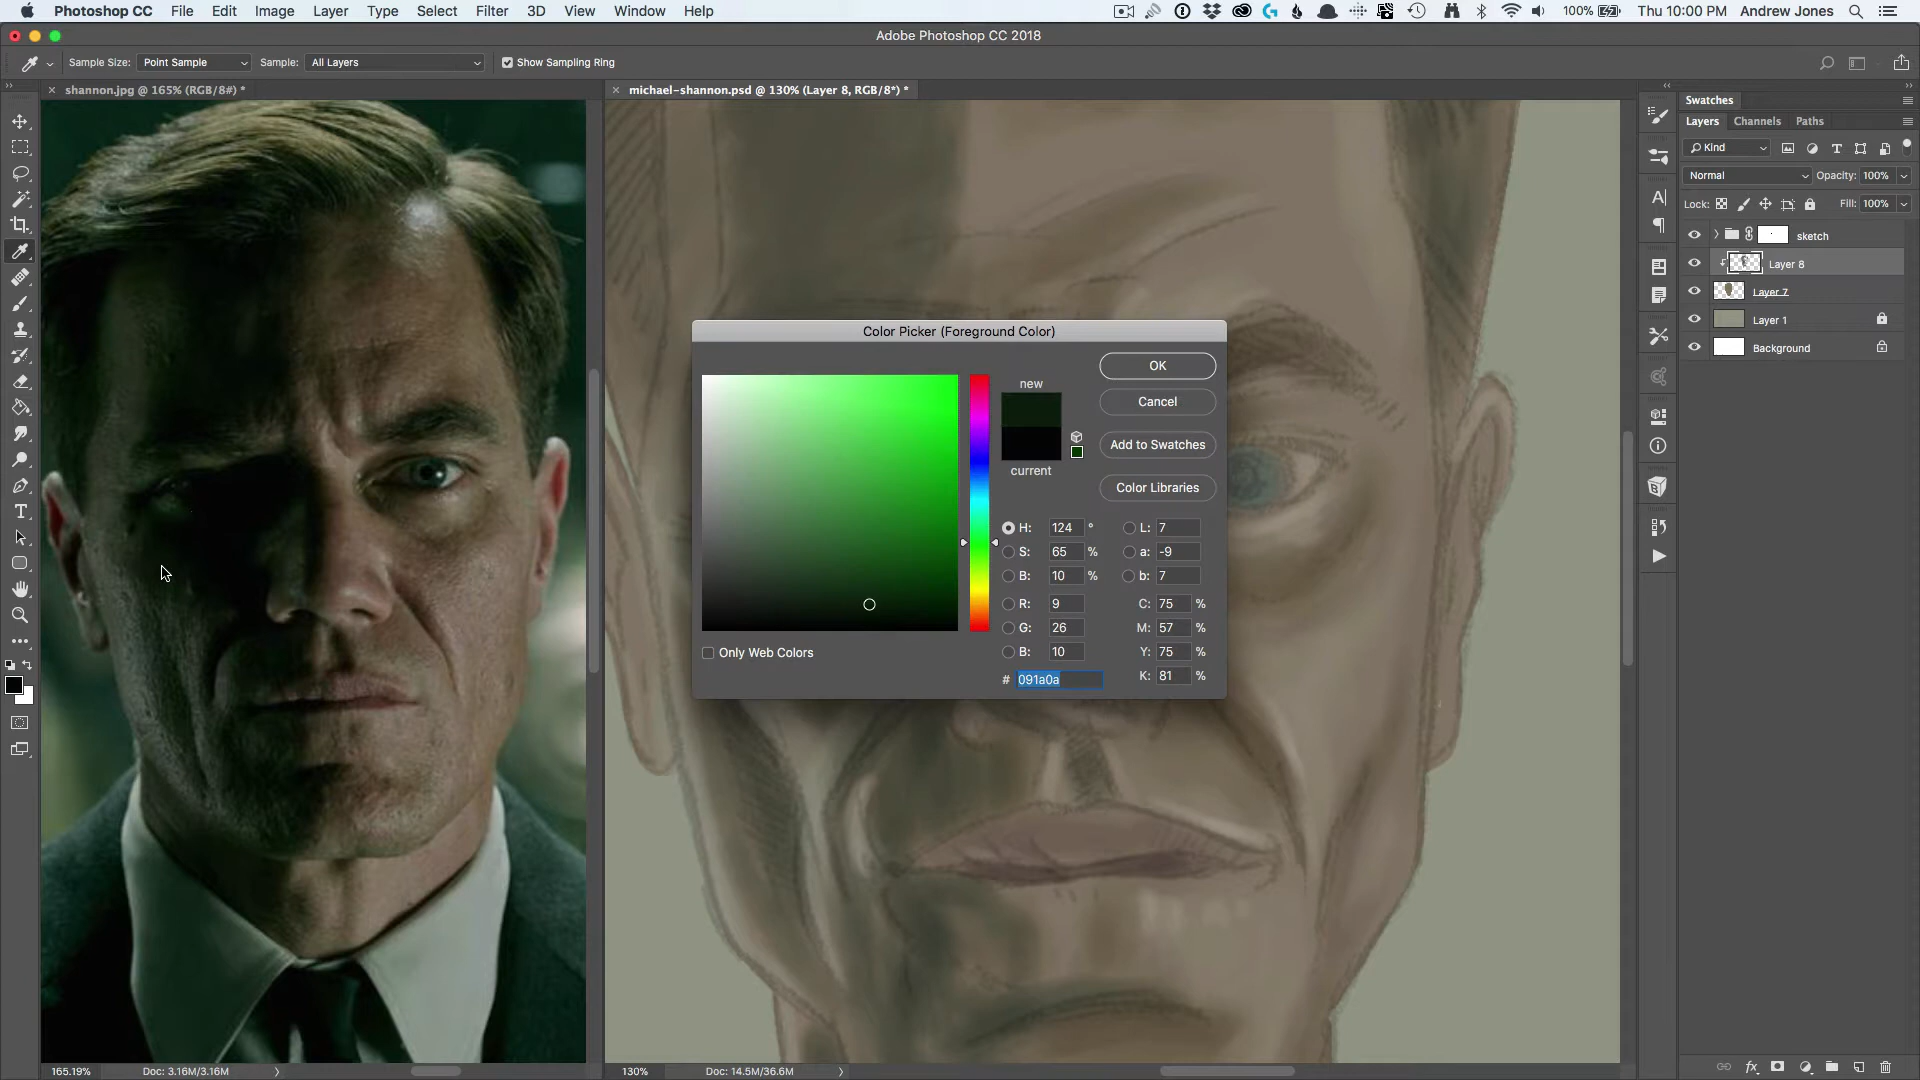 Photoshop CC File Edit Image Layer Type Select Filter 3D View Window Help 100% Thu 10:00 PM Andrew Jones
Adobe Photoshop CC 2018
Sample Size: Point Sample Sample: All Layers Show Sampling Ring
shannon.jpg @ 165% (RGB/8#) *
michael-shannon.psd @ 130% (Layer 8, RGB/8*) *
Swatches
Layers Channels Paths
Kind
Normal Opacity: 100%
Lock: Fill: 100%
sketch
Layer 8
Layer 7
Layer 1
Background
Color Picker (Foreground Color)
new
current
OK
Cancel
Add to Swatches
Color Libraries
H: 124 ° L: 7
S: 65 % a: -9
B: 10 % b: 7
R: 9 C: 75 %
G: 26 M: 57 %
B: 10 Y: 75 %
# 091a0a K: 81 %
Only Web Colors
165.19% Doc: 3.16M/3.16M
130% Doc: 14.5M/36.6M